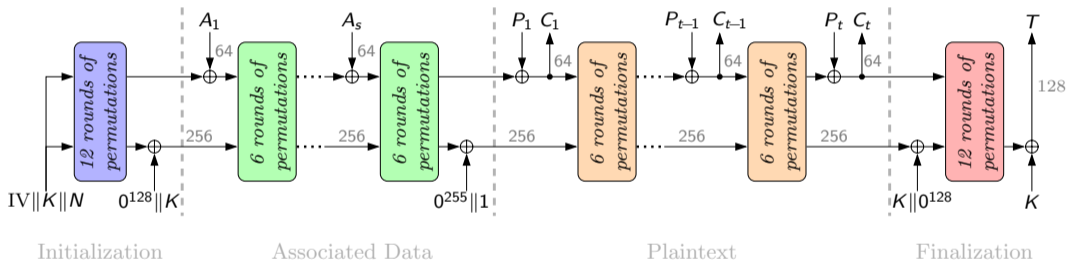 A₁
Aₛ
P₁ C₁
Pₜ₋₁ Cₜ₋₁
Pₜ Cₜ
T
64
64
64
64
64
128
12 rounds of
permutations
6 rounds of
permutations
6 rounds of
permutations
6 rounds of
permutations
6 rounds of
permutations
12 rounds of
permutations
256
256
256
256
256
IV‖K‖N
0¹²⁸‖K
0²⁵⁵‖1
K‖0¹²⁸
K
Initialization
Associated Data
Plaintext
Finalization